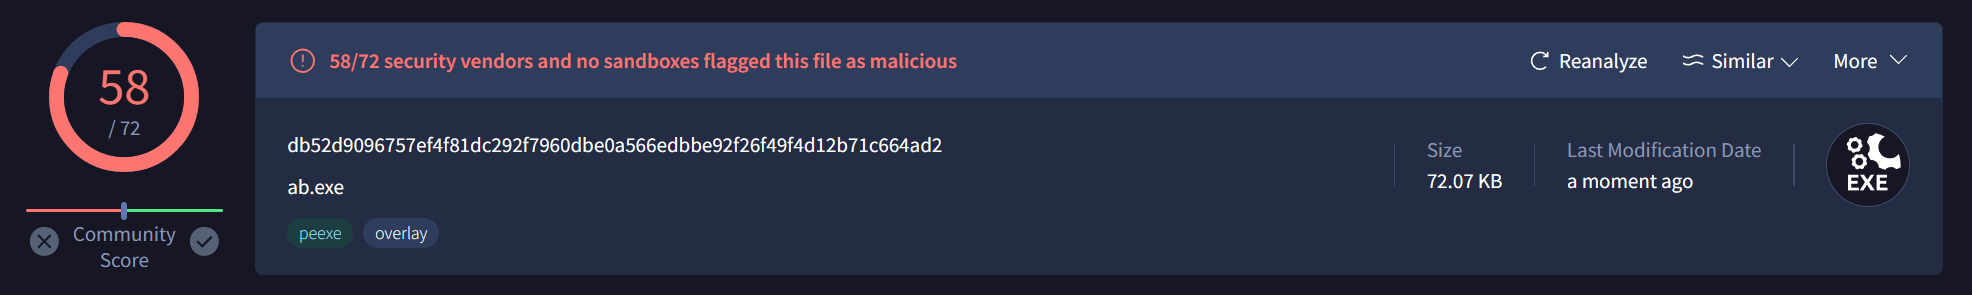 58
/ 72
Community
Score
58/72 security vendors and no sandboxes flagged this file as malicious
Reanalyze
Similar
More
db52d9096757ef4f81dc292f7960dbe0a566edbbe92f26f49f4d12b71c664ad2
ab.exe
peexe
overlay
Size
72.07 KB
Last Modification Date
a moment ago
EXE